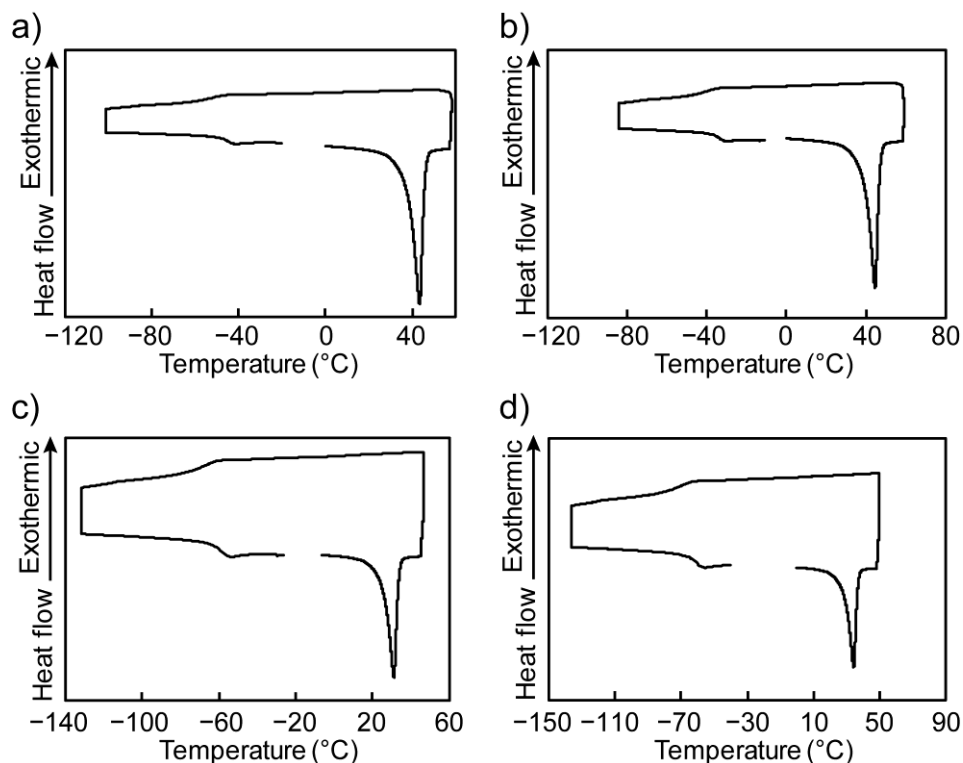 a)
Heat flow
Exothermic
−120 −80 −40 0 40
Temperature (°C)
b)
Heat flow
Exothermic
−120 −80 −40 0 40 80
Temperature (°C)
c)
Heat flow
Exothermic
−140 −100 −60 −20 20 60
Temperature (°C)
d)
Heat flow
Exothermic
−150 −110 −70 −30 10 50 90
Temperature (°C)